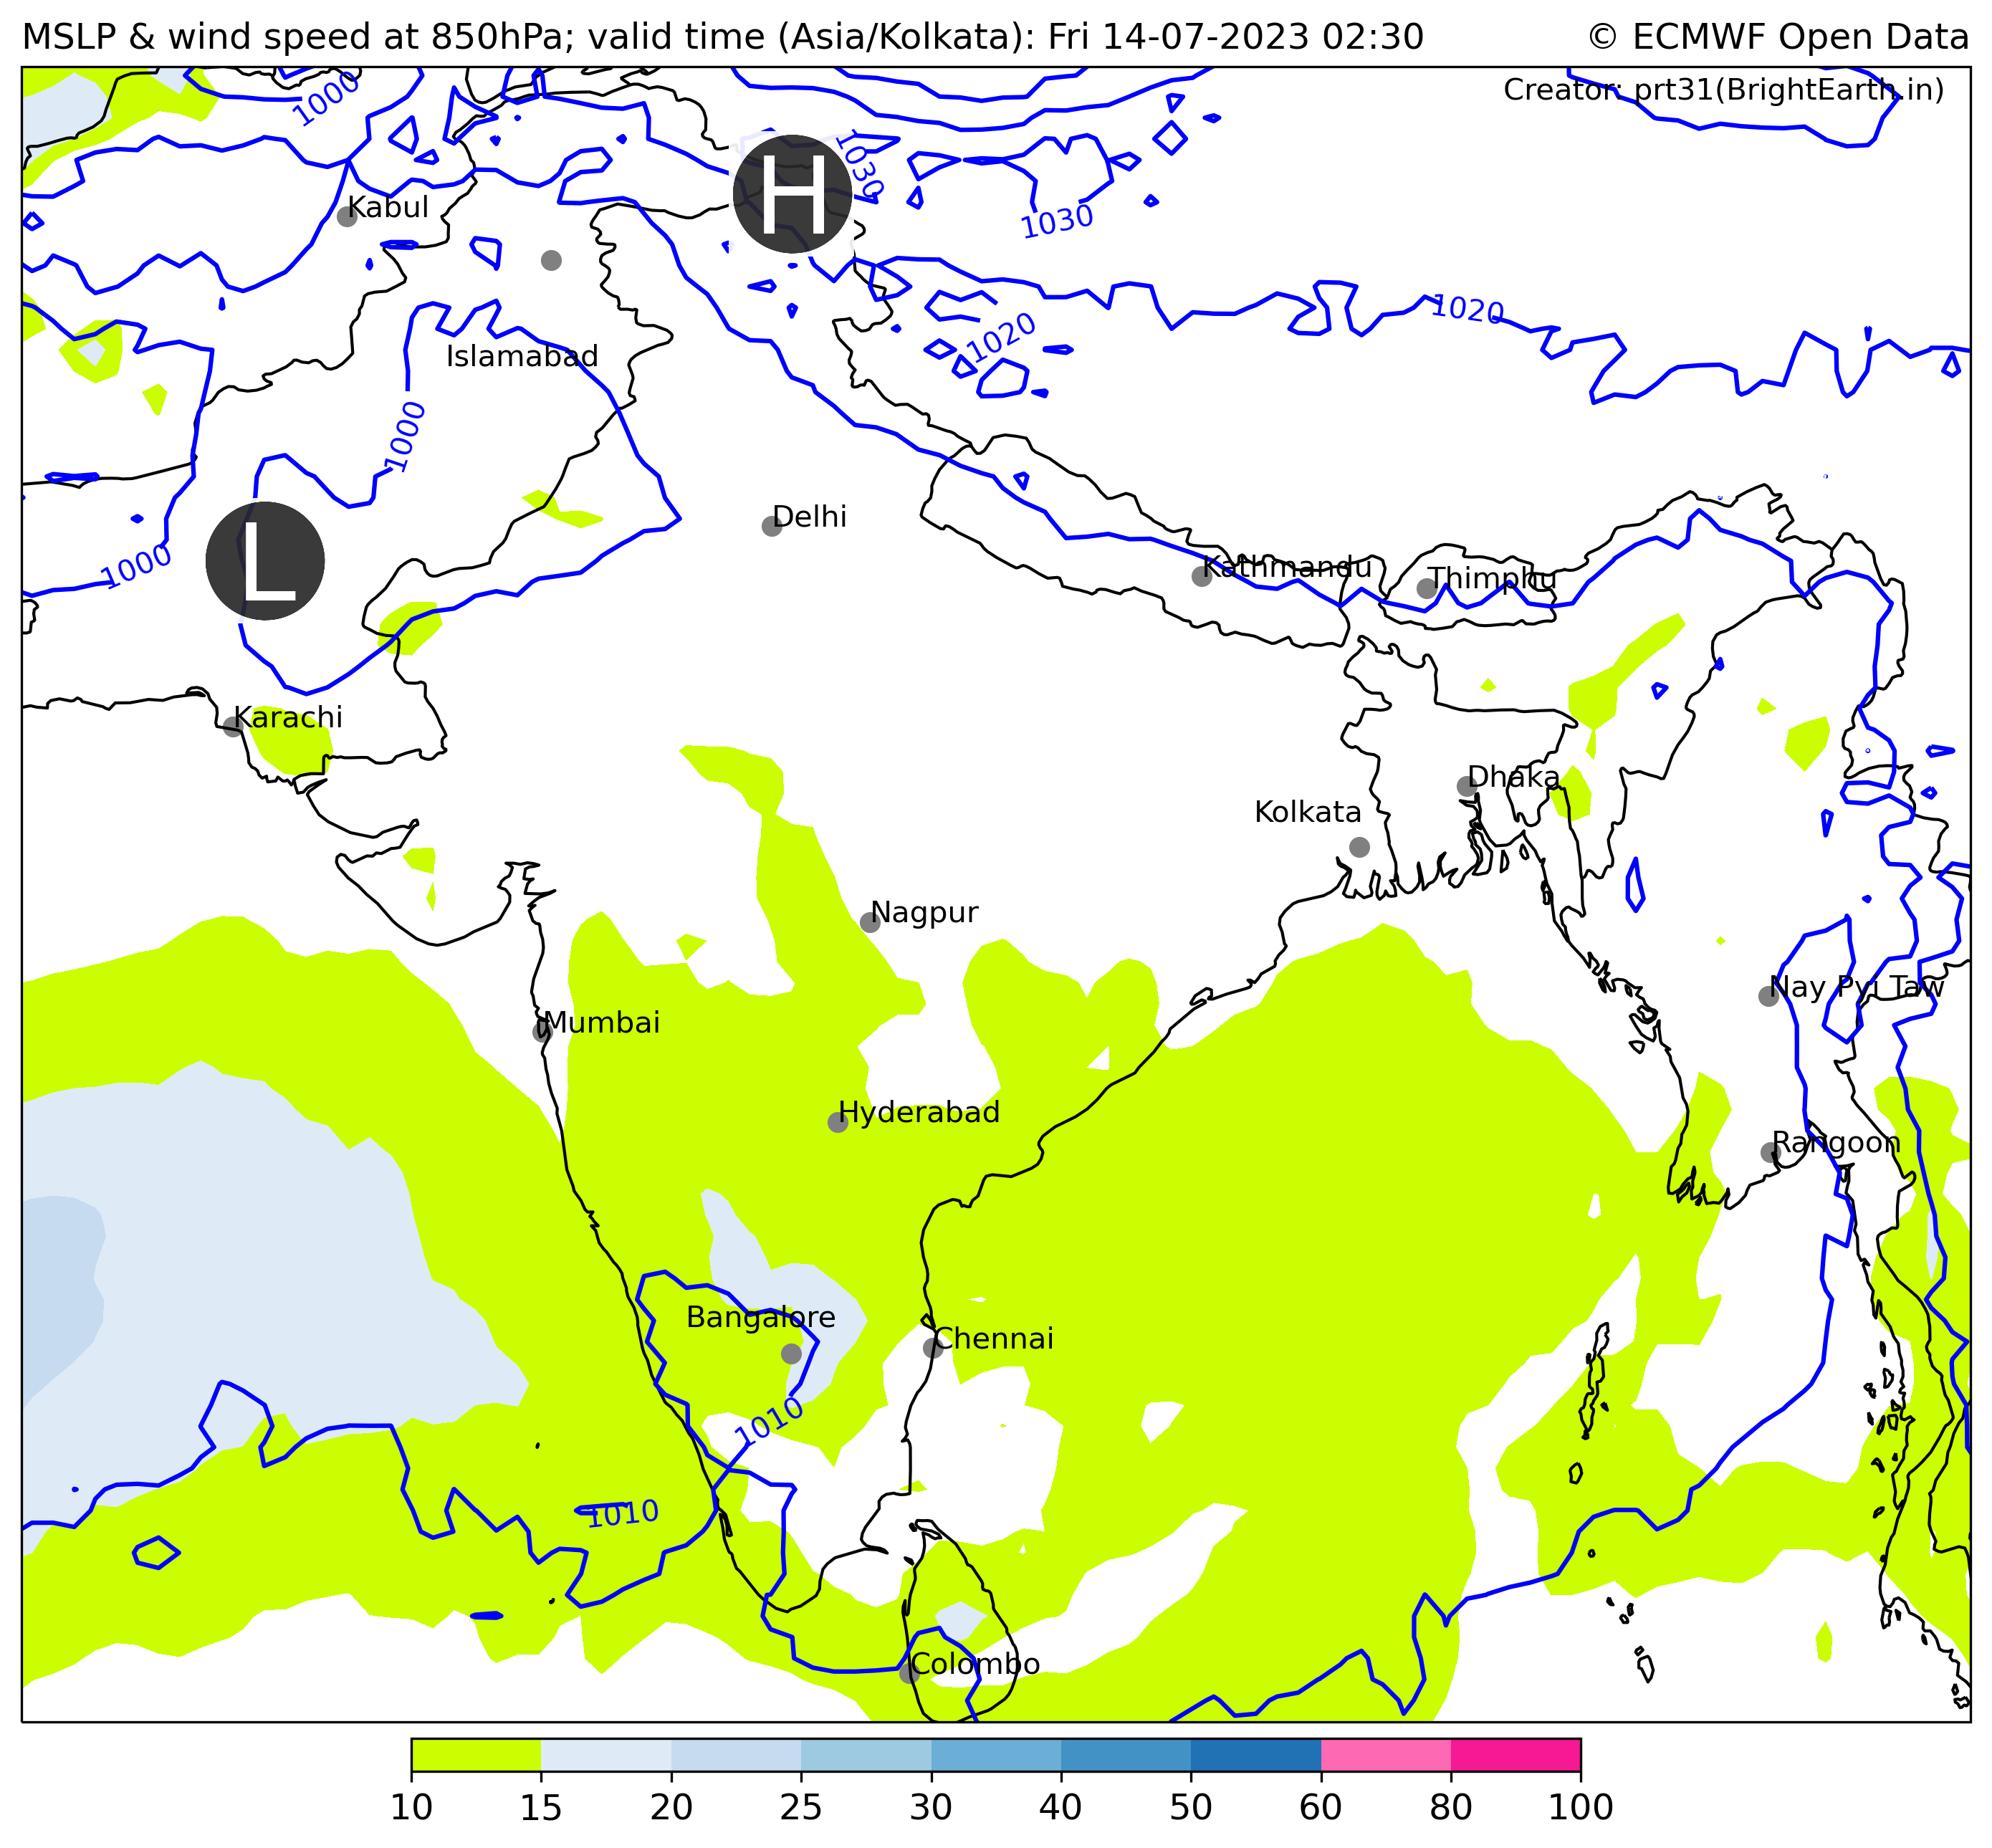 MSLP & wind speed at 850hPa; valid time (Asia/Kolkata): Fri 14-07-2023 02:30 © ECMWF Open Data
Creator: prt31(BrightEarth.in)
1000
H
1030
Kabul
1030
1020
1020
Islamabad
1000
Delhi
L
1000
Kathmandu
Thimphu
Karachi
Dhaka
Kolkata
Nagpur
Nay Pyi Taw
Mumbai
Hyderabad
Rangoon
Bangalore
Chennai
1010
1010
Colombo
10 15 20 25 30 40 50 60 80 100